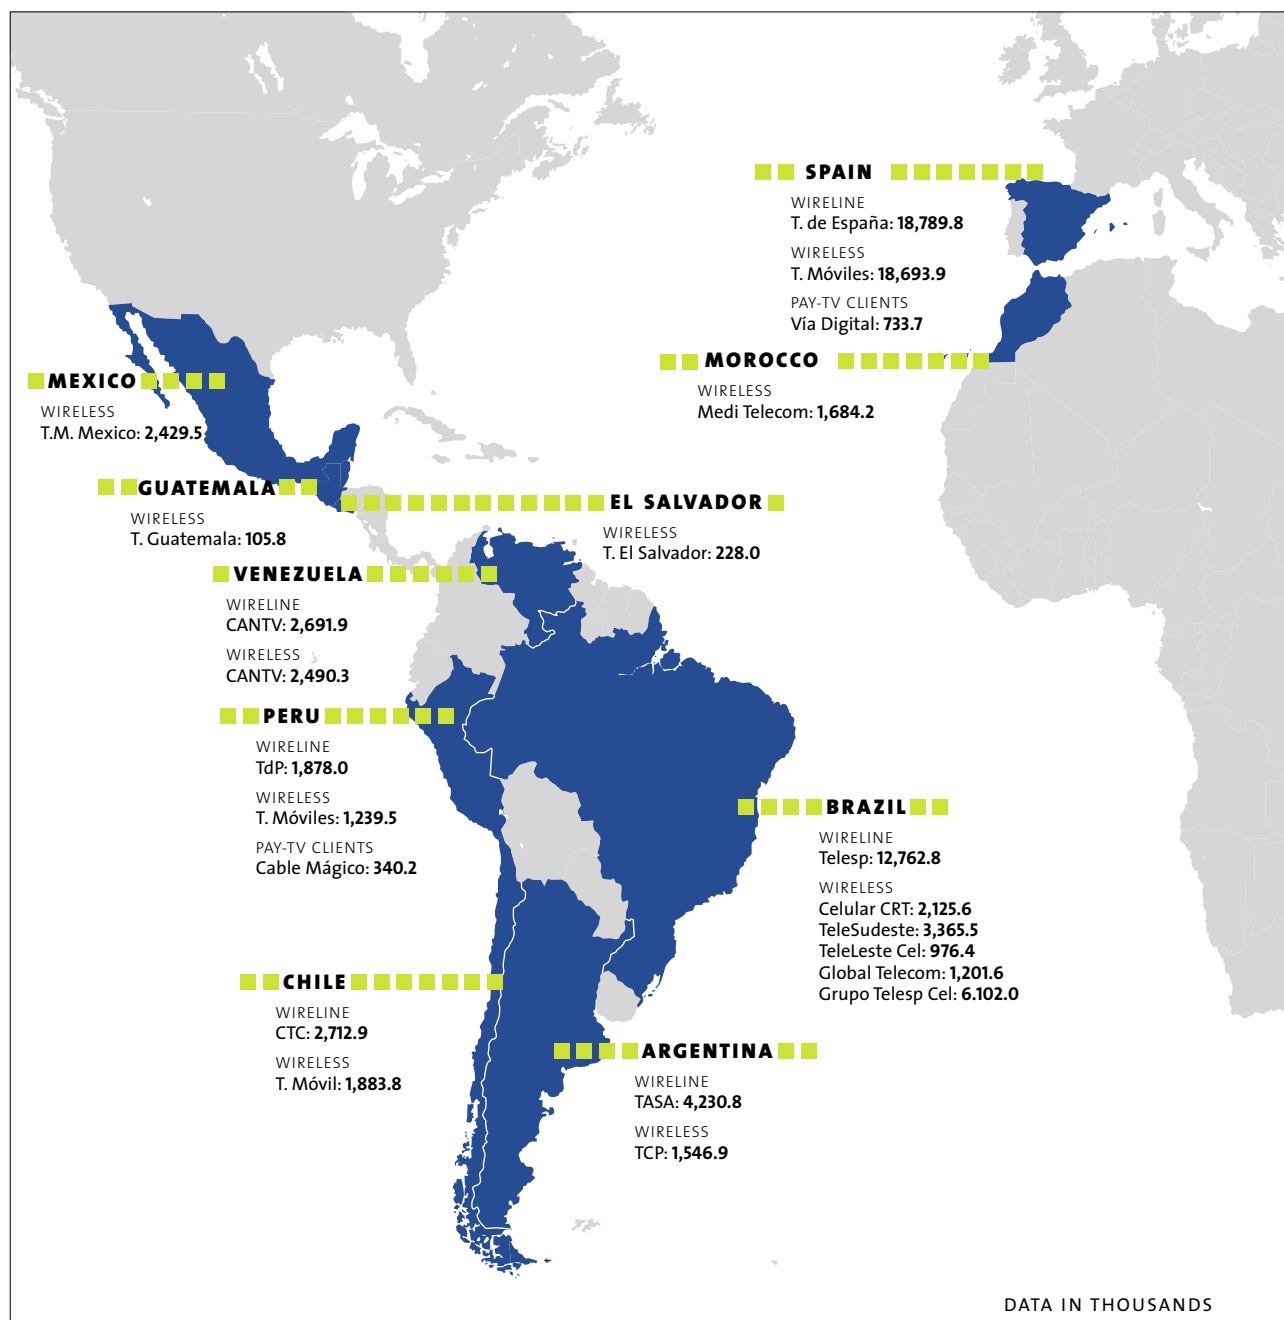 SPAIN
WIRELINE
T. de España: 18,789.8
WIRELESS
T. Móviles: 18,693.9
PAY-TV CLIENTS
Vía Digital: 733.7
MOROCCO
WIRELESS
Medi Telecom: 1,684.2
MEXICO
WIRELESS
T.M. Mexico: 2,429.5
GUATEMALA
WIRELESS
T. Guatemala: 105.8
EL SALVADOR
WIRELESS
T. El Salvador: 228.0
VENEZUELA
WIRELINE
CANTV: 2,691.9
WIRELESS
CANTV: 2,490.3
PERU
WIRELINE
TdP: 1,878.0
WIRELESS
T. Móviles: 1,239.5
PAY-TV CLIENTS
Cable Mágico: 340.2
BRAZIL
WIRELINE
Telesp: 12,762.8
WIRELESS
Celular CRT: 2,125.6
TeleSudeste: 3,365.5
TeleLeste Cel: 976.4
Global Telecom: 1,201.6
Grupo Telesp Cel: 6.102.0
CHILE
WIRELINE
CTC: 2,712.9
WIRELESS
T. Móvil: 1,883.8
ARGENTINA
WIRELINE
TASA: 4,230.8
WIRELESS
TCP: 1,546.9
DATA IN THOUSANDS